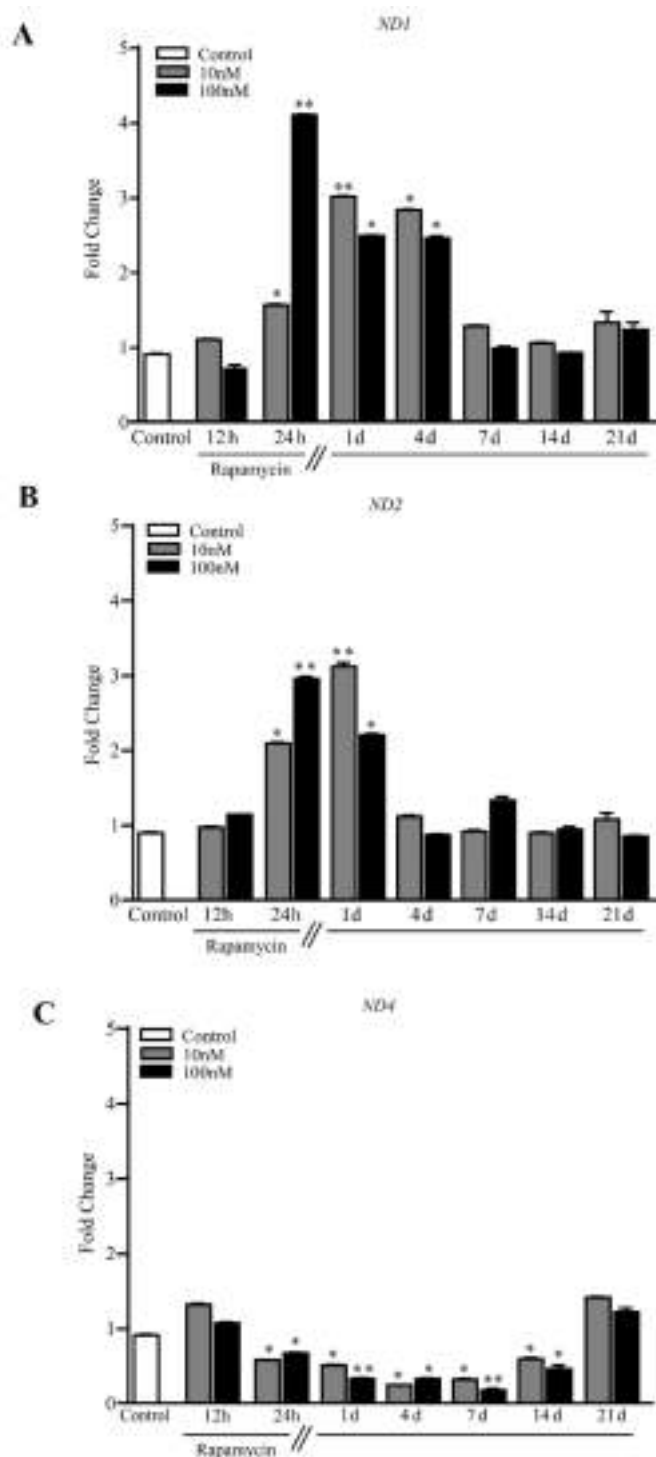 A
ND1
5
Control
10nM
100nM
**
4
**
*
3
*
*
Fold Change
2
*
1
0
Control 12h 24h 1d 4d 7d 14d 21d
Rapamycin //
B
ND2
5
Control
10nM
100nM
4
** **
3
*
*
Fold Change
2
1
0
Control 12h 24h 1d 4d 7d 14d 21d
Rapamycin //
C
ND4
5
Control
10nM
100nM
4
3
Fold Change
2
1
* * * ** * * * ** * *
0
Control 12h 24h 1d 4d 7d 14d 21d
Rapamycin //